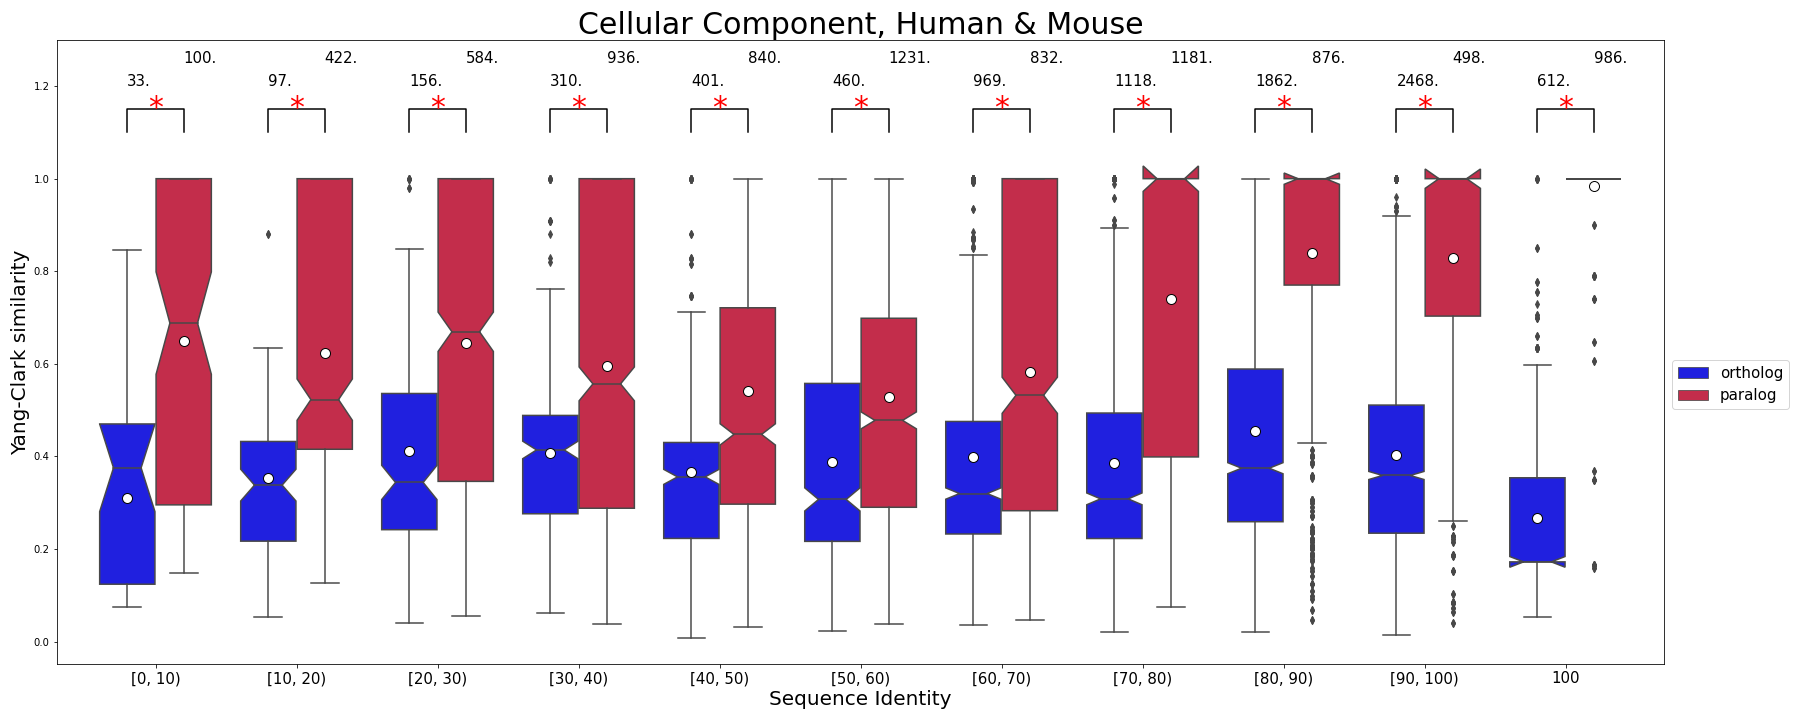 Cellular Component, Human & Mouse
100. 422. 584. 936. 840. 1231. 832. 1181. 876. 498. 986.
33. 97. 156. 310. 401. 460. 969. 1118. 1862. 2468. 612.
* * * * * * * * * * *
1.2
1.0
0.8
0.6
0.4
0.2
0.0
Yang-Clark similarity
ortholog
paralog
[0, 10) [10, 20) [20, 30) [30, 40) [40, 50) [50, 60) [60, 70) [70, 80) [80, 90) [90, 100) 100
Sequence Identity